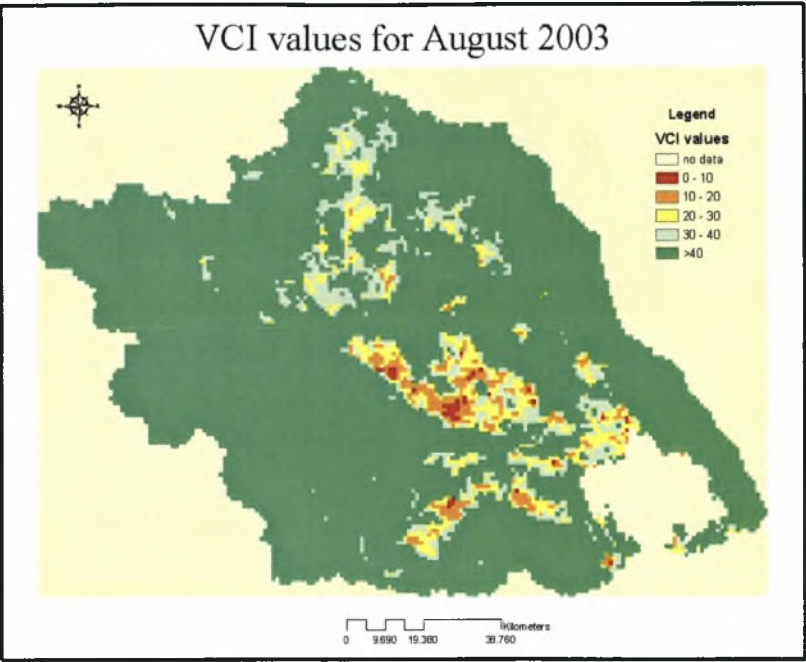 VCI values for August 2003
Legend
VCI values
no data
0 - 10
10 - 20
20 - 30
30 - 40
>40
Kilometers
0 9.690 19.380 38.760